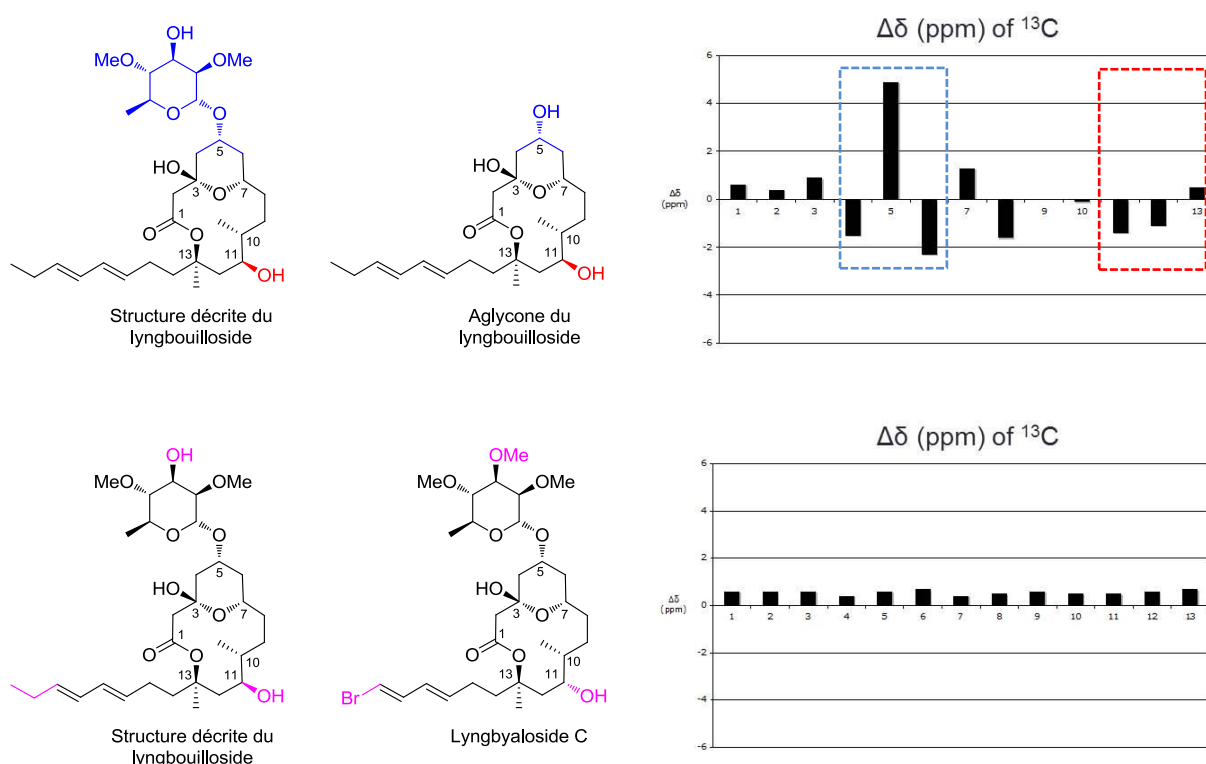 OH
MeO
OMe
O
O
5
HO
3
O
7
1
O
O
10
13
11
OH
Structure décrite du
lyngbouilloside
OH
5
HO
3
O
7
1
O
O
10
13
11
OH
Aglycone du
lyngbouilloside
Δδ (ppm) of ¹³C
6
4
2
0
-2
-4
-6
Δδ
(ppm)
1
2
3
5
7
9
10
13
OH
MeO
OMe
O
O
5
HO
3
O
7
1
O
O
10
13
11
OH
Structure décrite du
lyngbouilloside
OMe
MeO
OMe
O
O
5
HO
3
O
7
1
O
O
10
13
11
OH
Br
Lyngbyaloside C
Δδ (ppm) of ¹³C
6
4
2
0
-2
-4
-6
Δδ
(ppm)
1 2 3 4 5 6 7 8 9 10 11 12 13